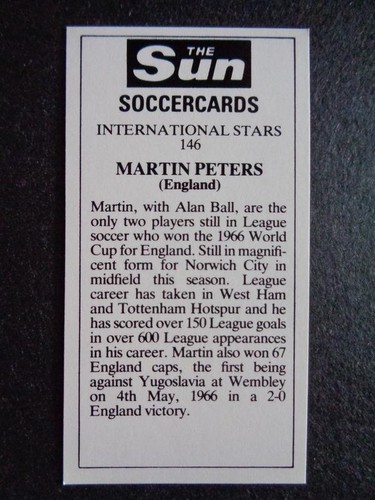 THE
Sun
SOCCERCARDS
INTERNATIONAL STARS
146
MARTIN PETERS
(England)
Martin, with Alan Ball, are the
only two players still in League
soccer who won the 1966 World
Cup for England. Still in magnifi-
cent form for Norwich City in
midfield this season. League
career has taken in West Ham
and Tottenham Hotspur and he
has scored over 150 League goals
in over 600 League appearances
in his career. Martin also won 67
England caps, the first being
against Yugoslavia at Wembley
on 4th May, 1966 in a 2-0
England victory.